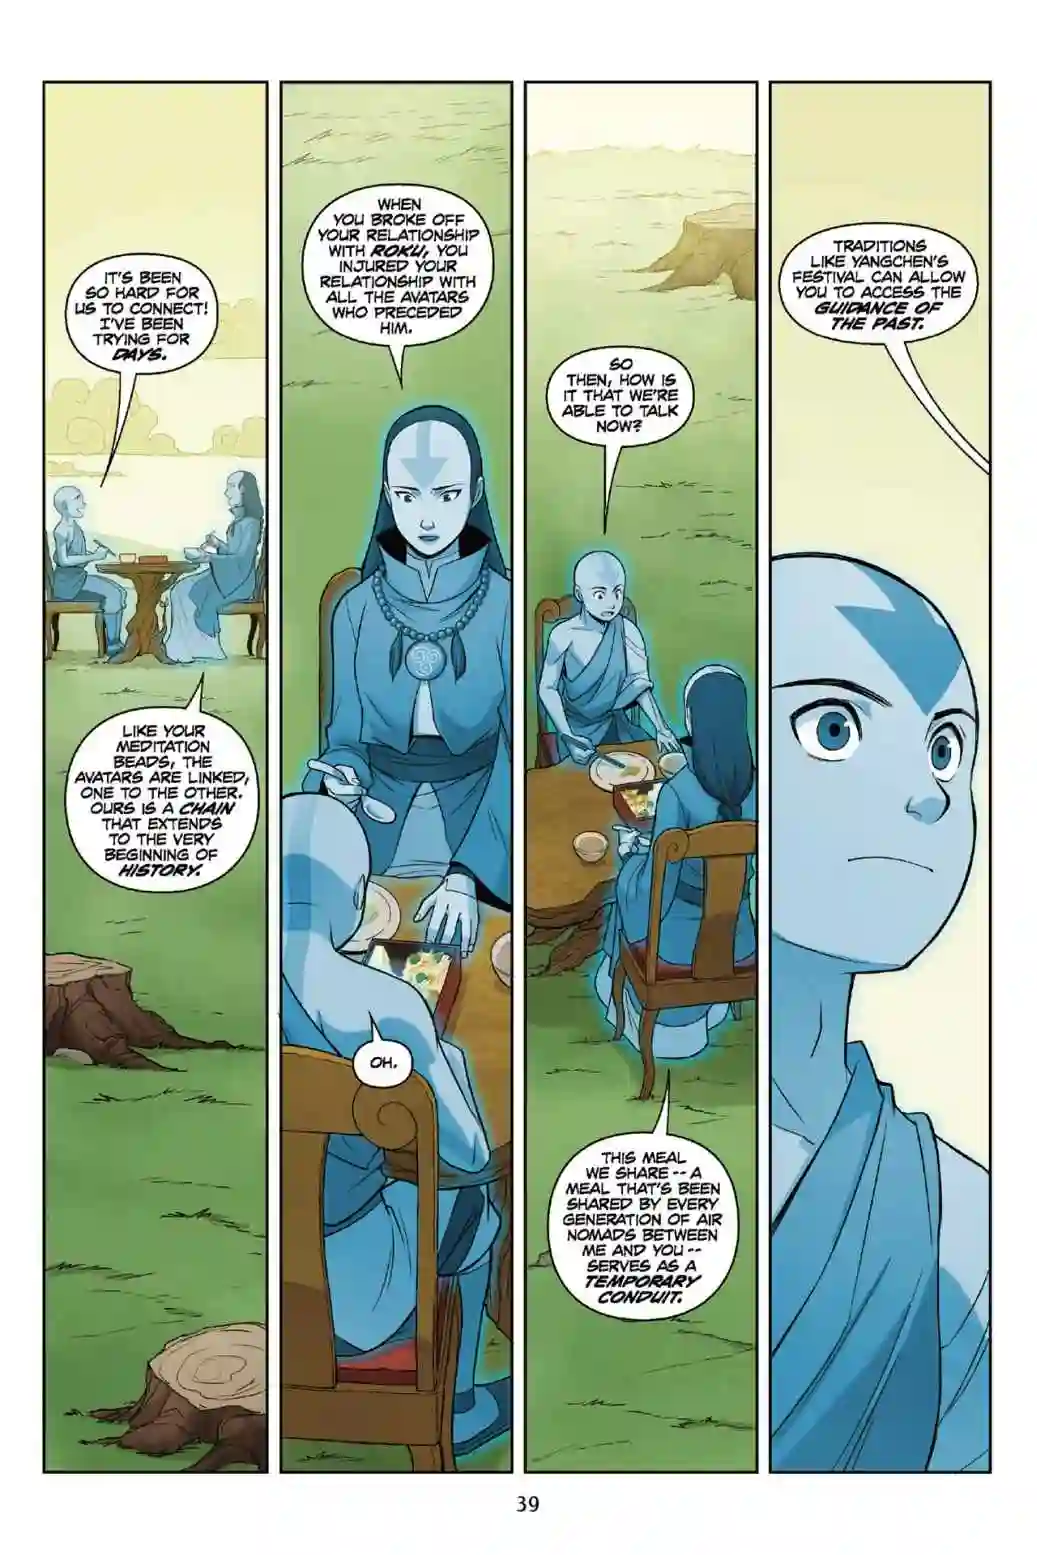 IT'S BEEN
SO HARD FOR
US TO CONNECT!
I'VE BEEN
TRYING FOR
DAYS.
LIKE YOUR
MEDITATION
BEADS, THE
AVATARS ARE LINKED,
ONE TO THE OTHER.
OURS IS A CHAIN
THAT EXTENDS
TO THE VERY
BEGINNING OF
HISTORY.
WHEN
YOU BROKE OFF
YOUR RELATIONSHIP
WITH ROKU, YOU
INJURED YOUR
RELATIONSHIP WITH
ALL THE AVATARS
WHO PRECEDED
HIM.
OH.
SO
THEN, HOW IS
IT THAT WE'RE
ABLE TO TALK
NOW?
THIS MEAL
WE SHARE -- A
MEAL THAT'S BEEN
SHARED BY EVERY
GENERATION OF AIR
NOMADS BETWEEN
ME AND YOU --
SERVES AS A
TEMPORARY
CONDUIT.
TRADITIONS
LIKE YANGCHEN'S
FESTIVAL CAN ALLOW
YOU TO ACCESS THE
GUIDANCE OF
THE PAST.
39